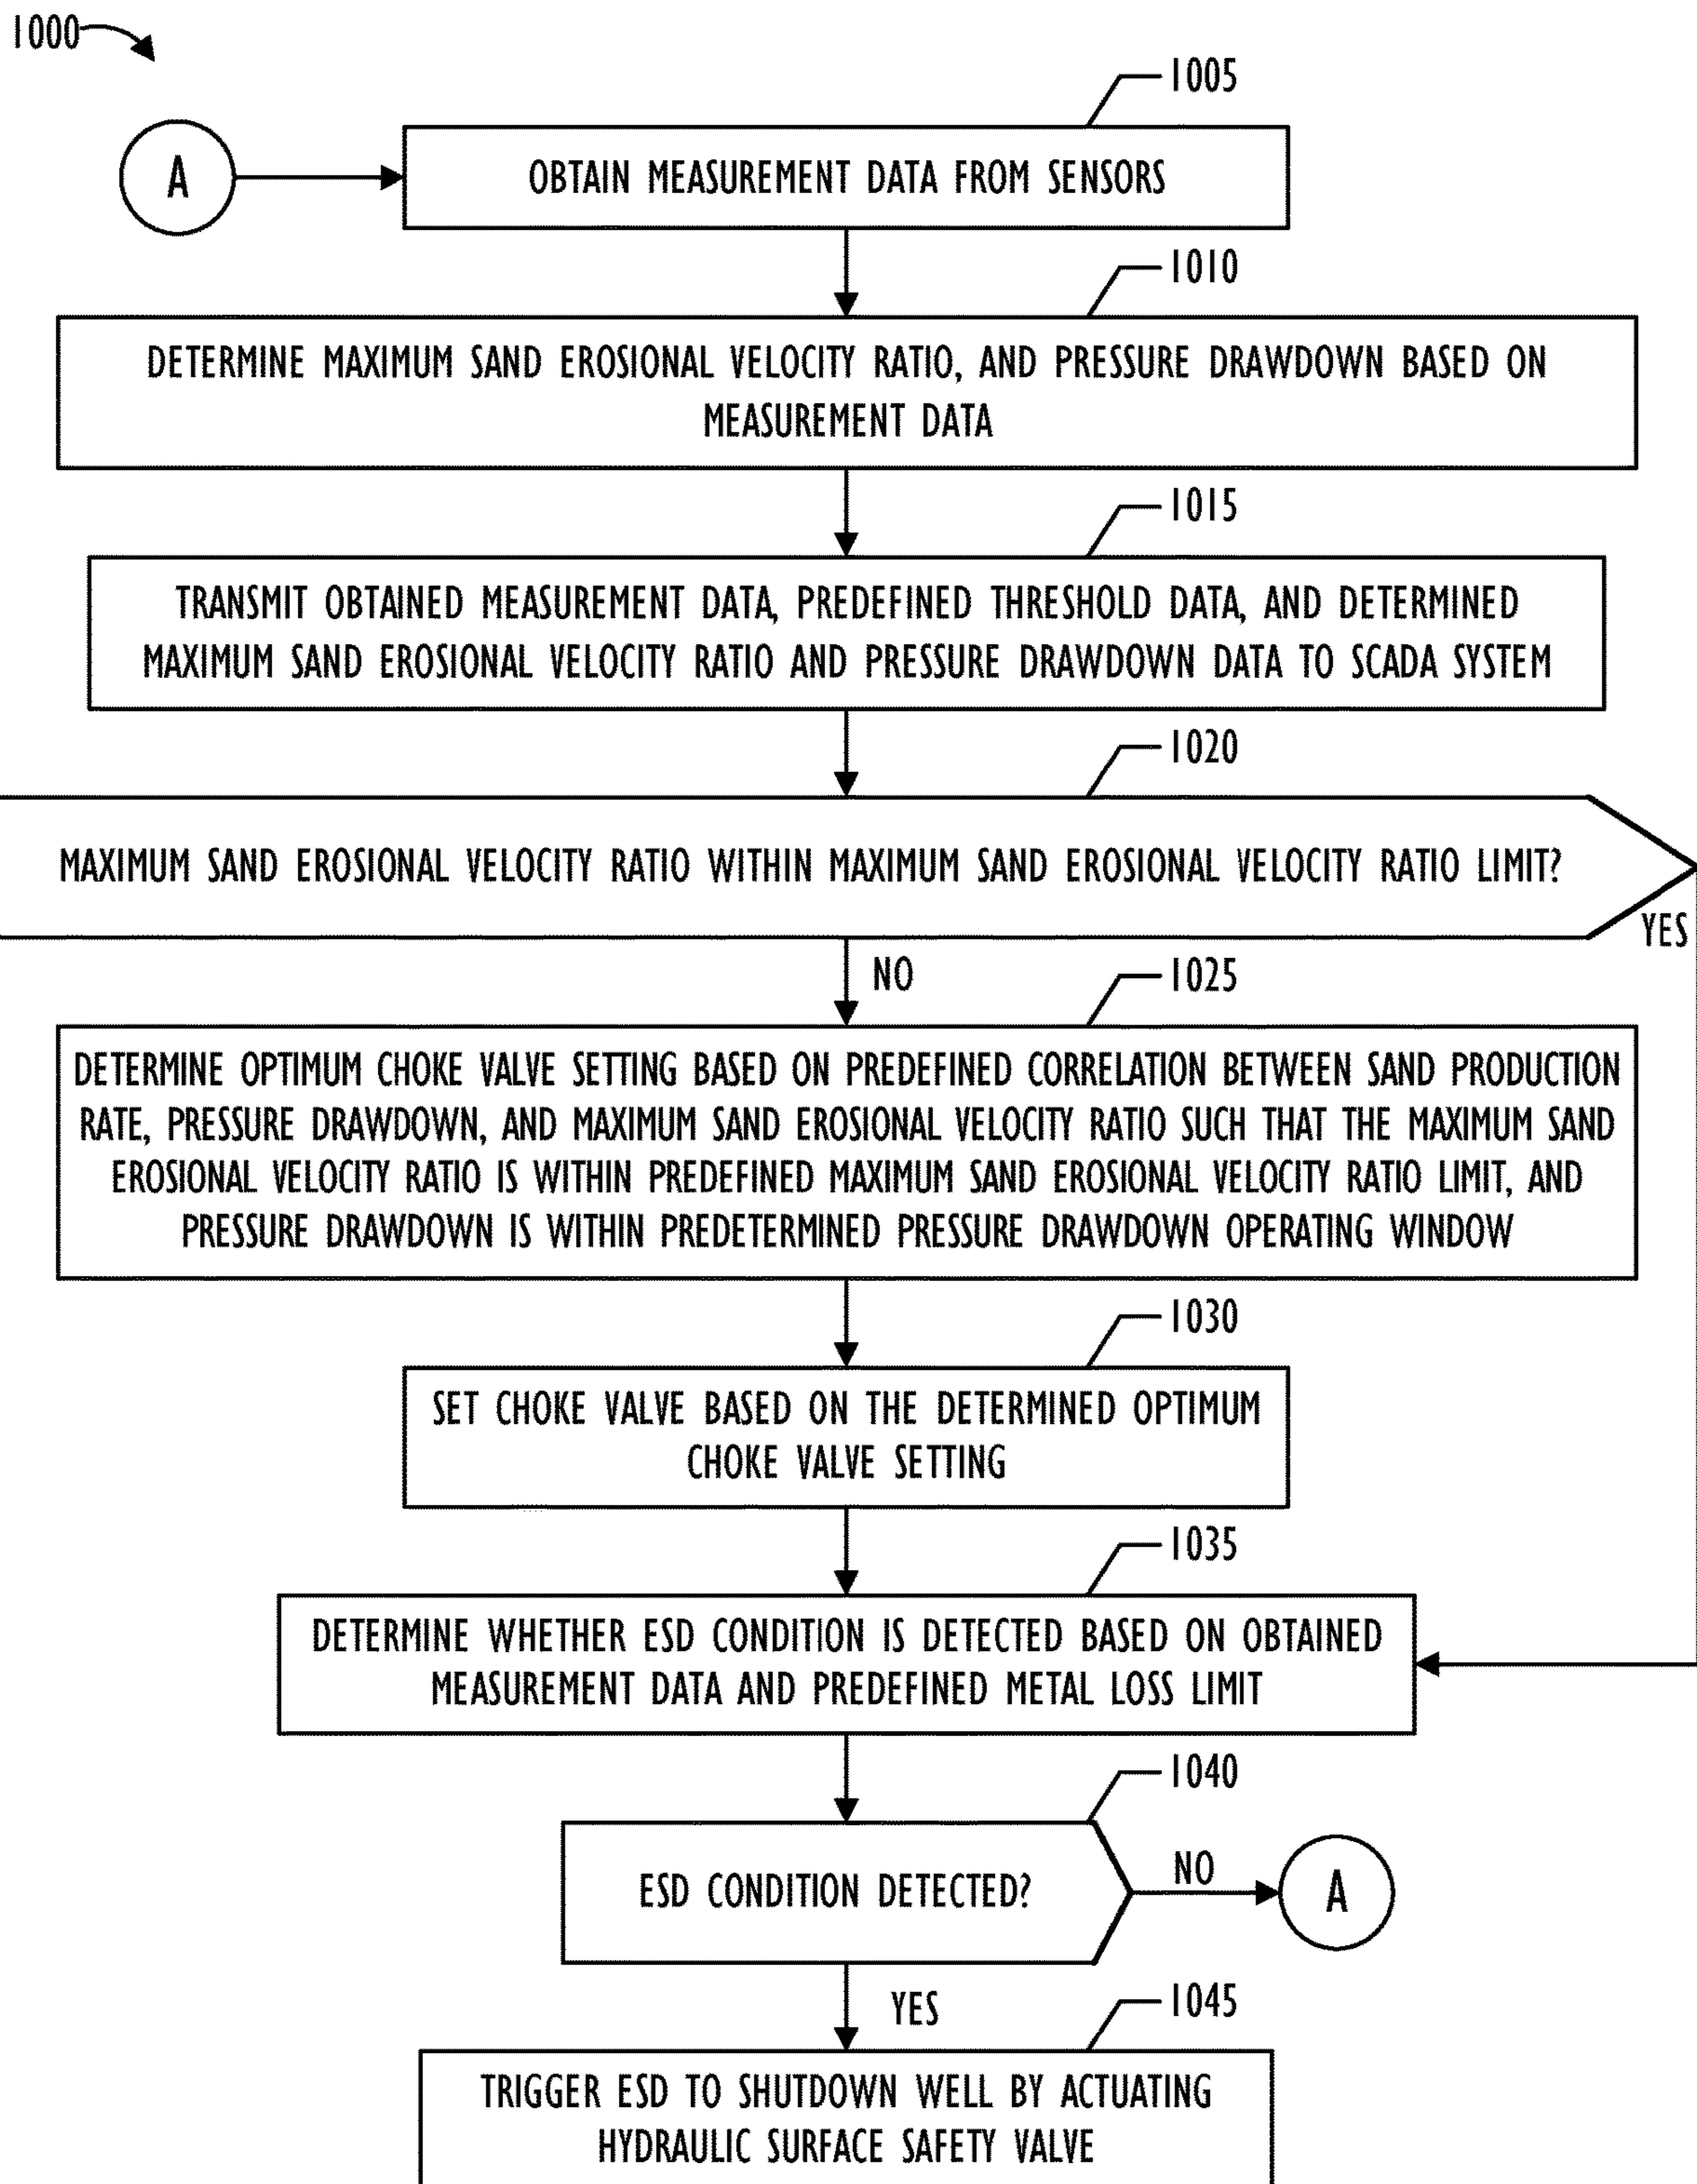 1000
1005
A
OBTAIN MEASUREMENT DATA FROM SENSORS
1010
DETERMINE MAXIMUM SAND EROSIONAL VELOCITY RATIO, AND PRESSURE DRAWDOWN BASED ON
MEASUREMENT DATA
1015
TRANSMIT OBTAINED MEASUREMENT DATA, PREDEFINED THRESHOLD DATA, AND DETERMINED
MAXIMUM SAND EROSIONAL VELOCITY RATIO AND PRESSURE DRAWDOWN DATA TO SCADA SYSTEM
1020
MAXIMUM SAND EROSIONAL VELOCITY RATIO WITHIN MAXIMUM SAND EROSIONAL VELOCITY RATIO LIMIT?
YES
NO
1025
DETERMINE OPTIMUM CHOKE VALVE SETTING BASED ON PREDEFINED CORRELATION BETWEEN SAND PRODUCTION
RATE, PRESSURE DRAWDOWN, AND MAXIMUM SAND EROSIONAL VELOCITY RATIO SUCH THAT THE MAXIMUM SAND
EROSIONAL VELOCITY RATIO IS WITHIN PREDEFINED MAXIMUM SAND EROSIONAL VELOCITY RATIO LIMIT, AND
PRESSURE DRAWDOWN IS WITHIN PREDETERMINED PRESSURE DRAWDOWN OPERATING WINDOW
1030
SET CHOKE VALVE BASED ON THE DETERMINED OPTIMUM
CHOKE VALVE SETTING
1035
DETERMINE WHETHER ESD CONDITION IS DETECTED BASED ON OBTAINED
MEASUREMENT DATA AND PREDEFINED METAL LOSS LIMIT
1040
ESD CONDITION DETECTED?
NO
A
YES
1045
TRIGGER ESD TO SHUTDOWN WELL BY ACTUATING
HYDRAULIC SURFACE SAFETY VALVE